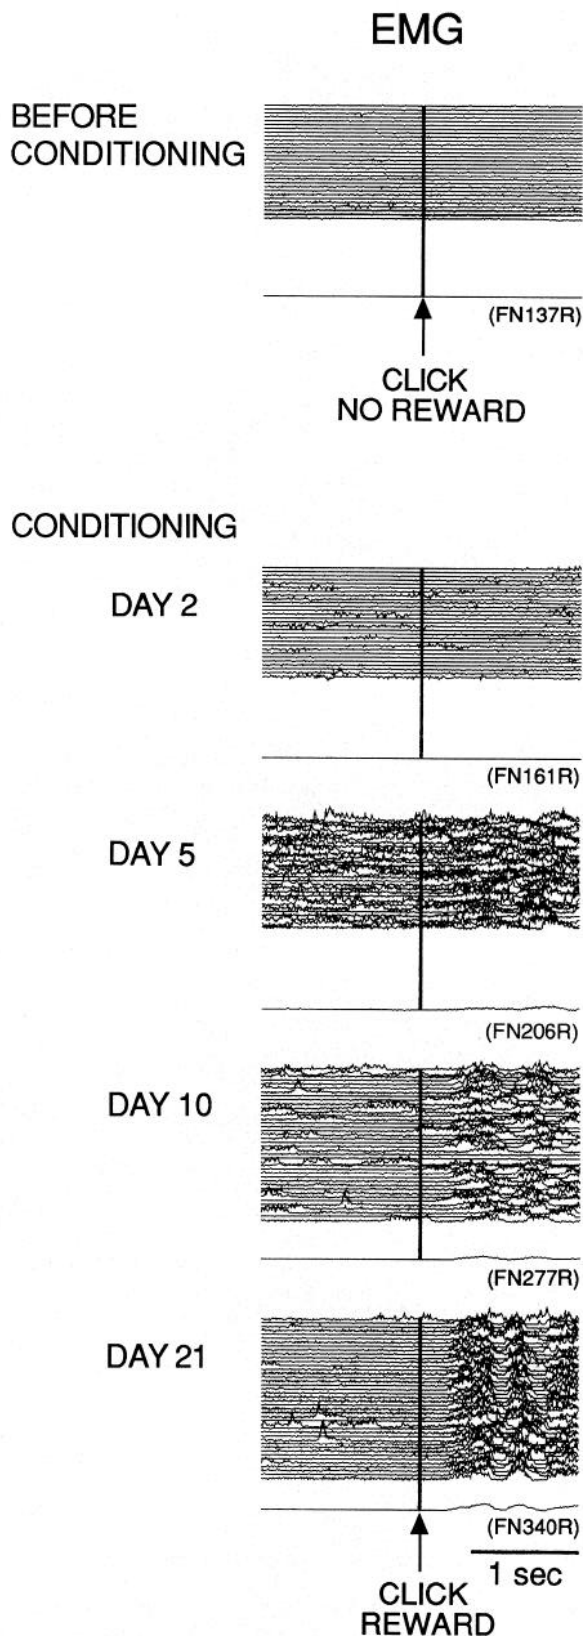 EMG
BEFORE
CONDITIONING
(FN137R)
CLICK
NO REWARD
CONDITIONING
DAY 2
(FN161R)
DAY 5
(FN206R)
DAY 10
(FN277R)
DAY 21
(FN340R)
1 sec
CLICK
REWARD